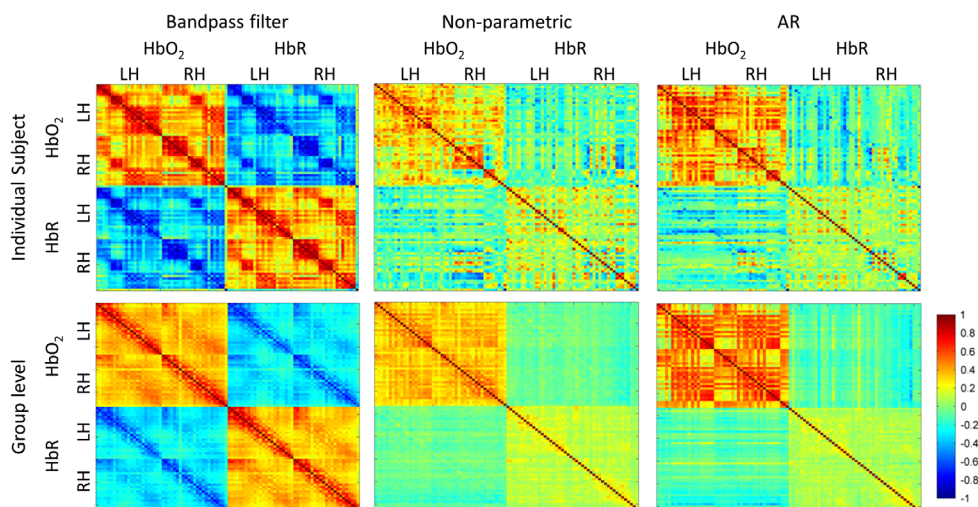 Bandpass filter Non-parametric AR
HbO₂ HbR HbO₂ HbR HbO₂ HbR
LH RH LH RH LH RH LH RH LH RH LH RH
Individual Subject
HbO₂
LH
RH
HbR
LH
RH
Group level
HbO₂
LH
RH
HbR
LH
RH
1
0.8
0.6
0.4
0.2
0
-0.2
-0.4
-0.6
-0.8
-1